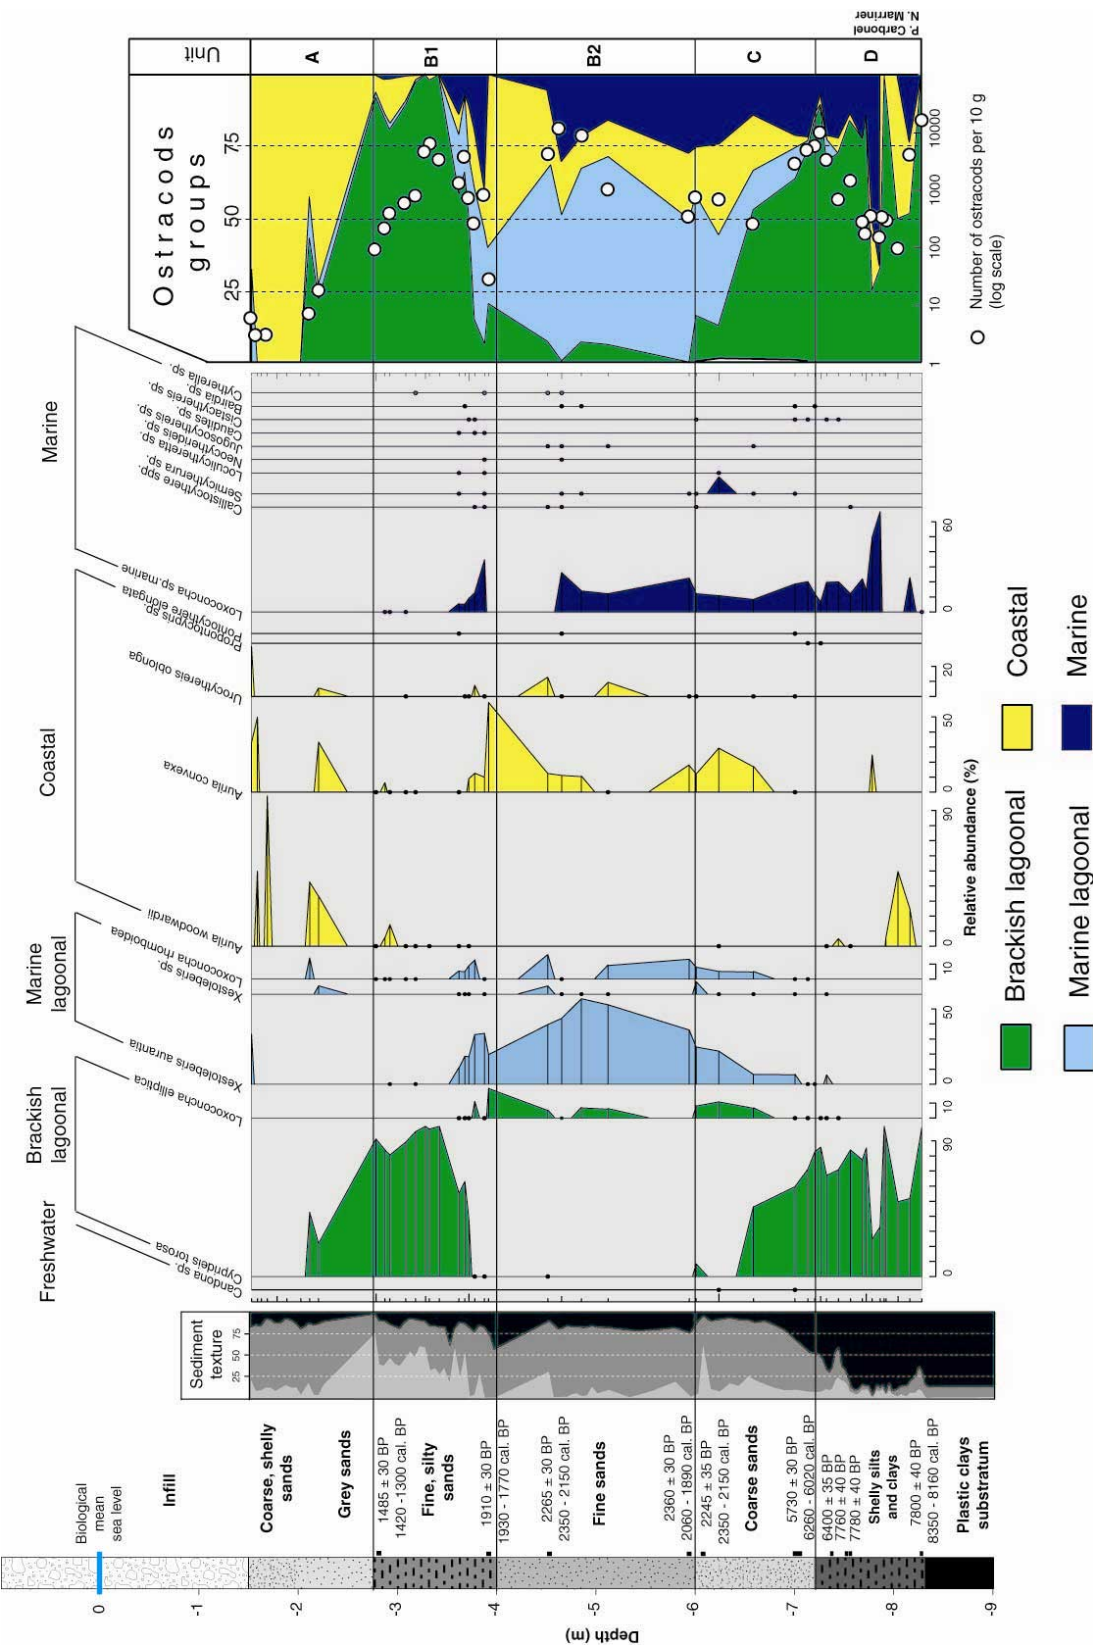 P. Carbonel
N. Marriner
Unit
A
B1
B2
C
D
Ostracods
groups
75
50
25
10000
1000
100
10
1
Number of ostracods per 10 g
(log scale)
Marine
Cytherella sp.
Bairdia sp.
Cistacythereis sp.
Caudites sp.
Jugosocythereis sp.
Neocytherideis sp.
Loculicytheretta sp.
Semicytherura sp.
Callistocythere spp.
Loxoconcha sp.marine
0
60
Coastal
Pontocythere elongata
Propontocypris sp.
Urocythereis oblonga
Aurila convexa
Aurila woodwardii
20
0
50
0
90
Relative abundance (%)
Marine
lagoonal
Loxoconcha rhomboidea
Xestoleberis sp.
Xestoleberis aurantia
10
0
50
Brackish
lagoonal
Loxoconcha elliptica
Cyprideis torosa
10
0
90
Freshwater
Candona sp.
Sediment
texture
75
50
25
Biological
mean
sea level
Infill
Coarse, shelly
sands
Grey sands
1485 ± 30 BP
1420 -1300 cal. BP
Fine, silty
sands
1910 ± 30 BP
1930 - 1770 cal. BP
2265 ± 30 BP
2350 - 2150 cal. BP
Fine sands
2360 ± 30 BP
2060 - 1890 cal. BP
2245 ± 35 BP
2350 - 2150 cal. BP
Coarse sands
5730 ± 30 BP
6260 - 6020 cal. BP
6400 ± 35 BP
7760 ± 40 BP
7780 ± 40 BP
Shelly silts
and clays
7800 ± 40 BP
8350 - 8160 cal. BP
Plastic clays
substratum
0
-1
-2
-3
-4
-5
-6
-7
-8
-9
Depth (m)
Brackish lagoonal
Coastal
Marine lagoonal
Marine